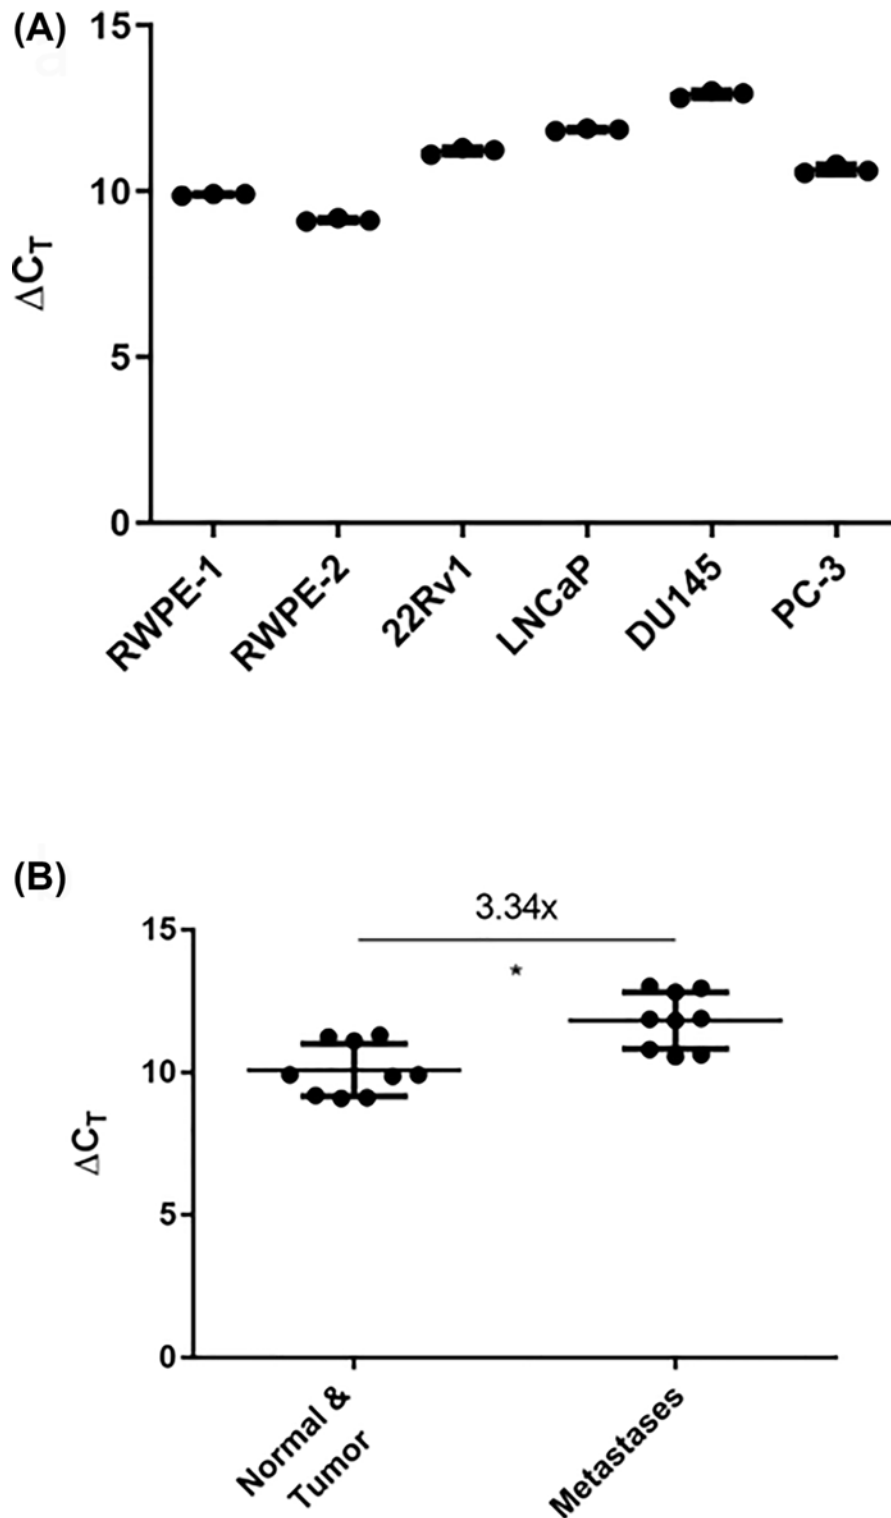 (A)
15
10
5
0
ΔCT
RWPE-1
RWPE-2
22Rv1
LNCaP
DU145
PC-3
(B)
3.34x
*
15
10
5
0
ΔCT
Normal &
Tumor
Metastases